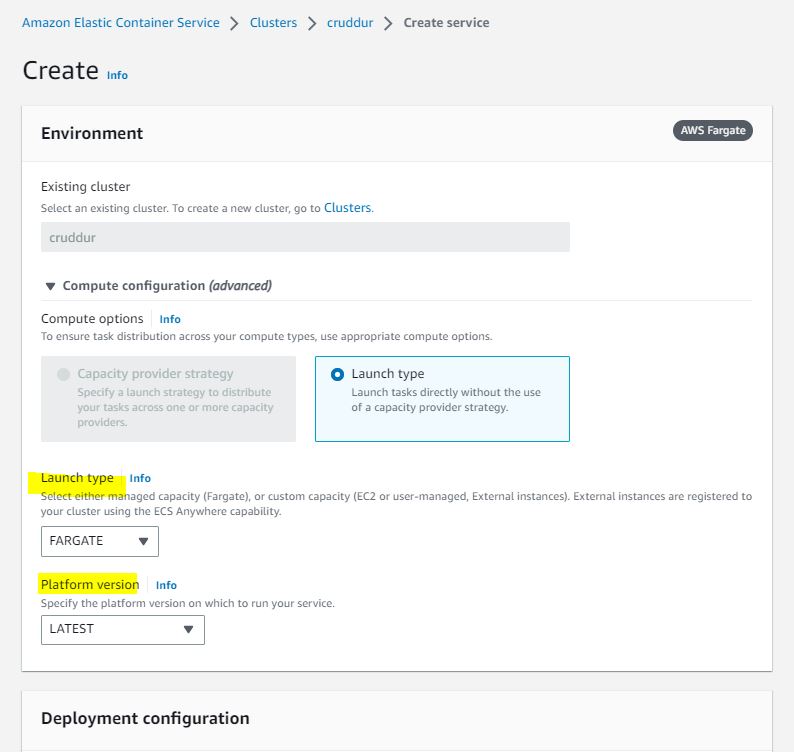 Amazon Elastic Container Service > Clusters > cruddur > Create service
Create Info
Environment
AWS Fargate
Existing cluster
Select an existing cluster. To create a new cluster, go to Clusters.
cruddur
Compute configuration (advanced)
Compute options Info
To ensure task distribution across your compute types, use appropriate compute options.
Capacity provider strategy
Specify a launch strategy to distribute
your tasks across one or more capacity
providers.
Launch type
Launch tasks directly without the use
of a capacity provider strategy.
Launch type Info
Select either managed capacity (Fargate), or custom capacity (EC2 or user-managed, External instances). External instances are registered to
your cluster using the ECS Anywhere capability.
FARGATE
Platform version Info
Specify the platform version on which to run your service.
LATEST
Deployment configuration